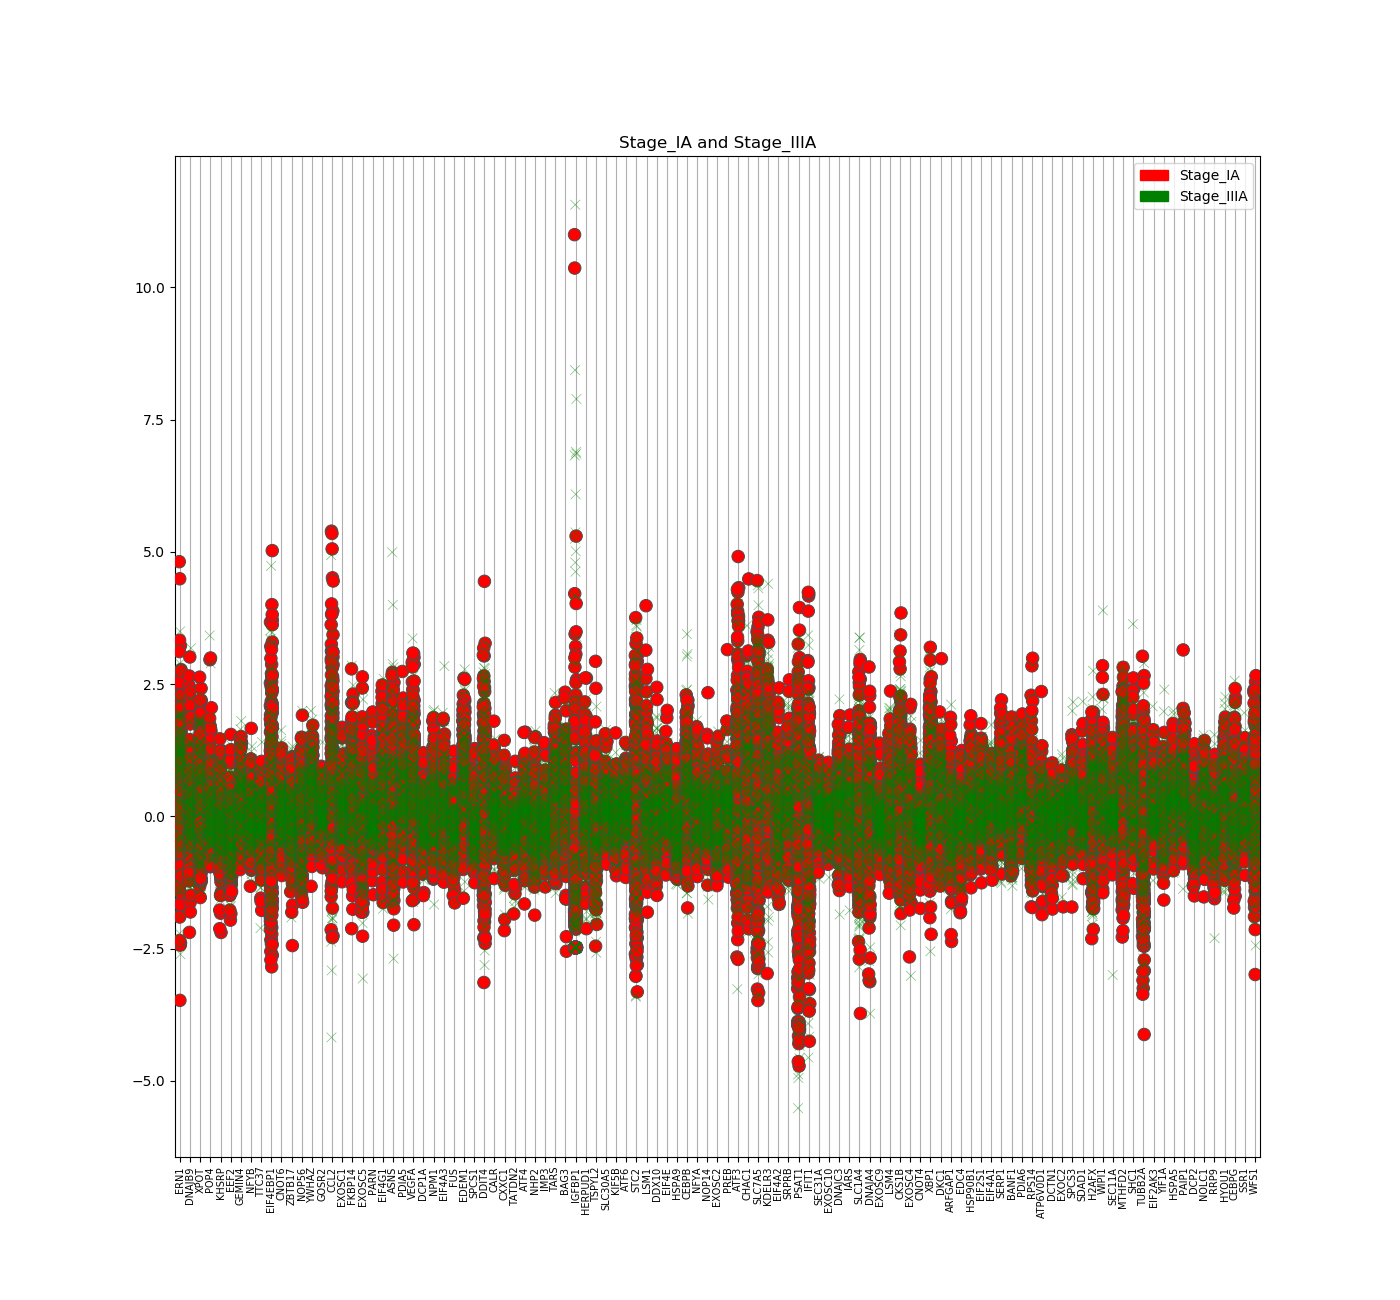 Stage_IA and Stage_IIIA
Stage_IA
Stage_IIIA
10.0
7.5
5.0
2.5
0.0
−2.5
−5.0
ERN1
DNAJB9
XPOT
POP4
KHSRP
EEF2
GEMIN4
NFYB
TTC37
EIF4EBP1
CNOT6
ZBTB17
NOP56
YWHAZ
GOSR2
CCL2
EXOSC1
FKBP14
EXOSC5
PARN
EIF4G1
ASNS
PDIA5
VEGFA
DCP1A
NPM1
EIF4A3
FUS
EDEM1
SPCS1
DDIT4
CALR
CXXC1
TATDN2
ATF4
NHP2
IMP3
TARS
BAG3
IGFBP1
HERPUD1
TSPYL2
SLC30A5
KIF5B
ATF6
STC2
LSM1
DDX10
EIF4E
HSPA9
CEBPB
NFYA
NOP14
EXOSC2
PREB
ATF3
CHAC1
SLC7A5
KDELR3
EIF4A2
SRPRB
PSAT1
IFIT1
SEC31A
EXOSC10
DNAJC3
IARS
SLC1A4
DNAJA4
EXOSC9
LSM4
CKS1B
EXOSC4
CNOT4
XBP1
DKC1
ARFGAP1
EDC4
HSP90B1
EIF2S1
EIF4A1
SERP1
BANF1
PDIA6
RPS14
ATP6V0D1
DCTN1
EXOC2
SPCS3
SDAD1
H2AFX
WIPI1
SEC11A
MTHFD2
SHC1
TUBB2A
EIF2AK3
YIF1A
HSPA5
PAIP1
DCP2
NOLC1
RRP9
HYOU1
CEBPG
SSR1
WFS1